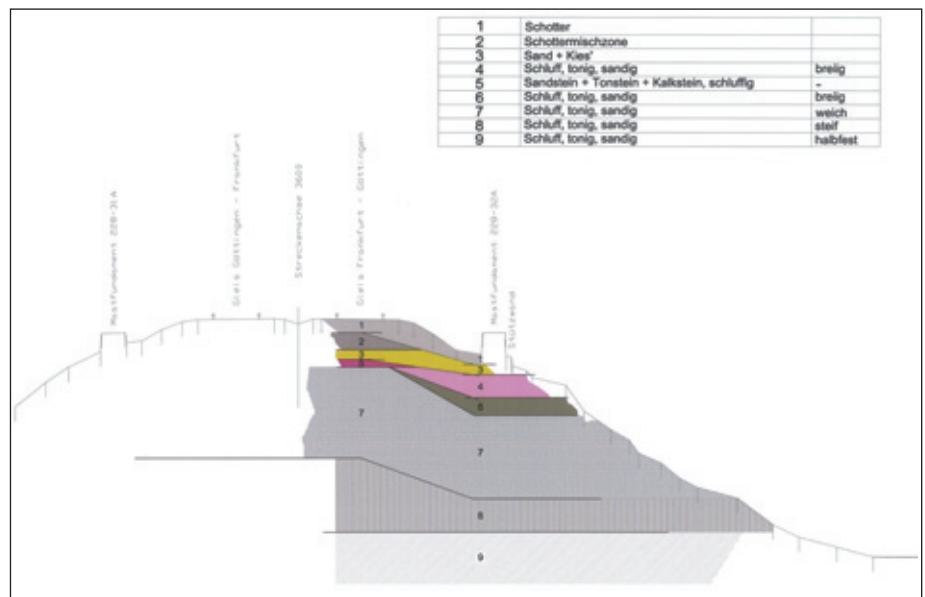 1 Schotter
2 Schottermischzone
3 Sand + Kies'
4 Schluff, tonig, sandig breiig
5 Sandstein + Tonstein + Kalkstein, schluffig -
6 Schluff, tonig, sandig breiig
7 Schluff, tonig, sandig weich
8 Schluff, tonig, sandig steif
9 Schluff, tonig, sandig halbfest
Mastfundament 228-31A
Gleis Göttingen - Frankfurt
Streckenachse 3600
Gleis Frankfurt - Göttingen
Mastfundament 228-32A
Stützwand
1
2
3
3
4
7
7
8
9